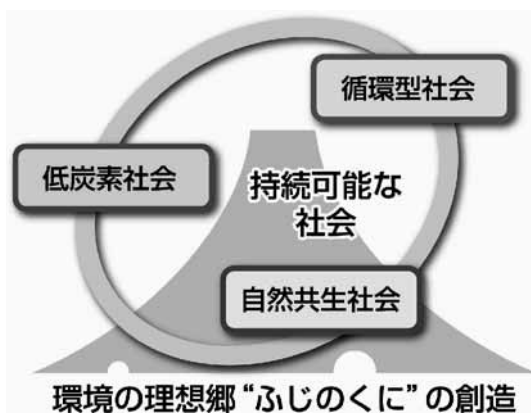 循環型社会
低炭素社会
持続可能な
社会
自然共生社会
環境の理想郷“ふじのくに”の創造